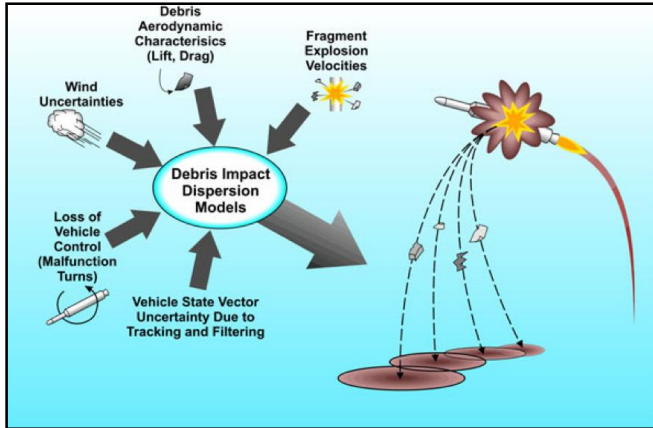 Debris
Aerodynamic
Characterisics
(Lift, Drag)
Fragment
Explosion
Velocities
Wind
Uncertainties
Debris Impact
Dispersion
Models
Loss of
Vehicle
Control
(Malfunction
Turns)
Vehicle State Vector
Uncertainty Due to
Tracking and Filtering